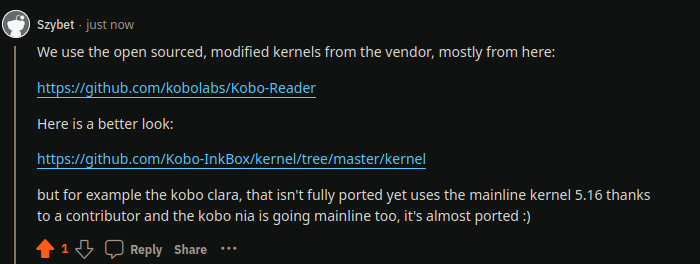 Szybet · just now
We use the open sourced, modified kernels from the vendor, mostly from here:
https://github.com/kobolabs/Kobo-Reader
Here is a better look:
https://github.com/Kobo-InkBox/kernel/tree/master/kernel
but for example the kobo clara, that isn't fully ported yet uses the mainline kernel 5.16 thanks
to a contributor and the kobo nia is going mainline too, it's almost ported :)
1 Reply Share ···